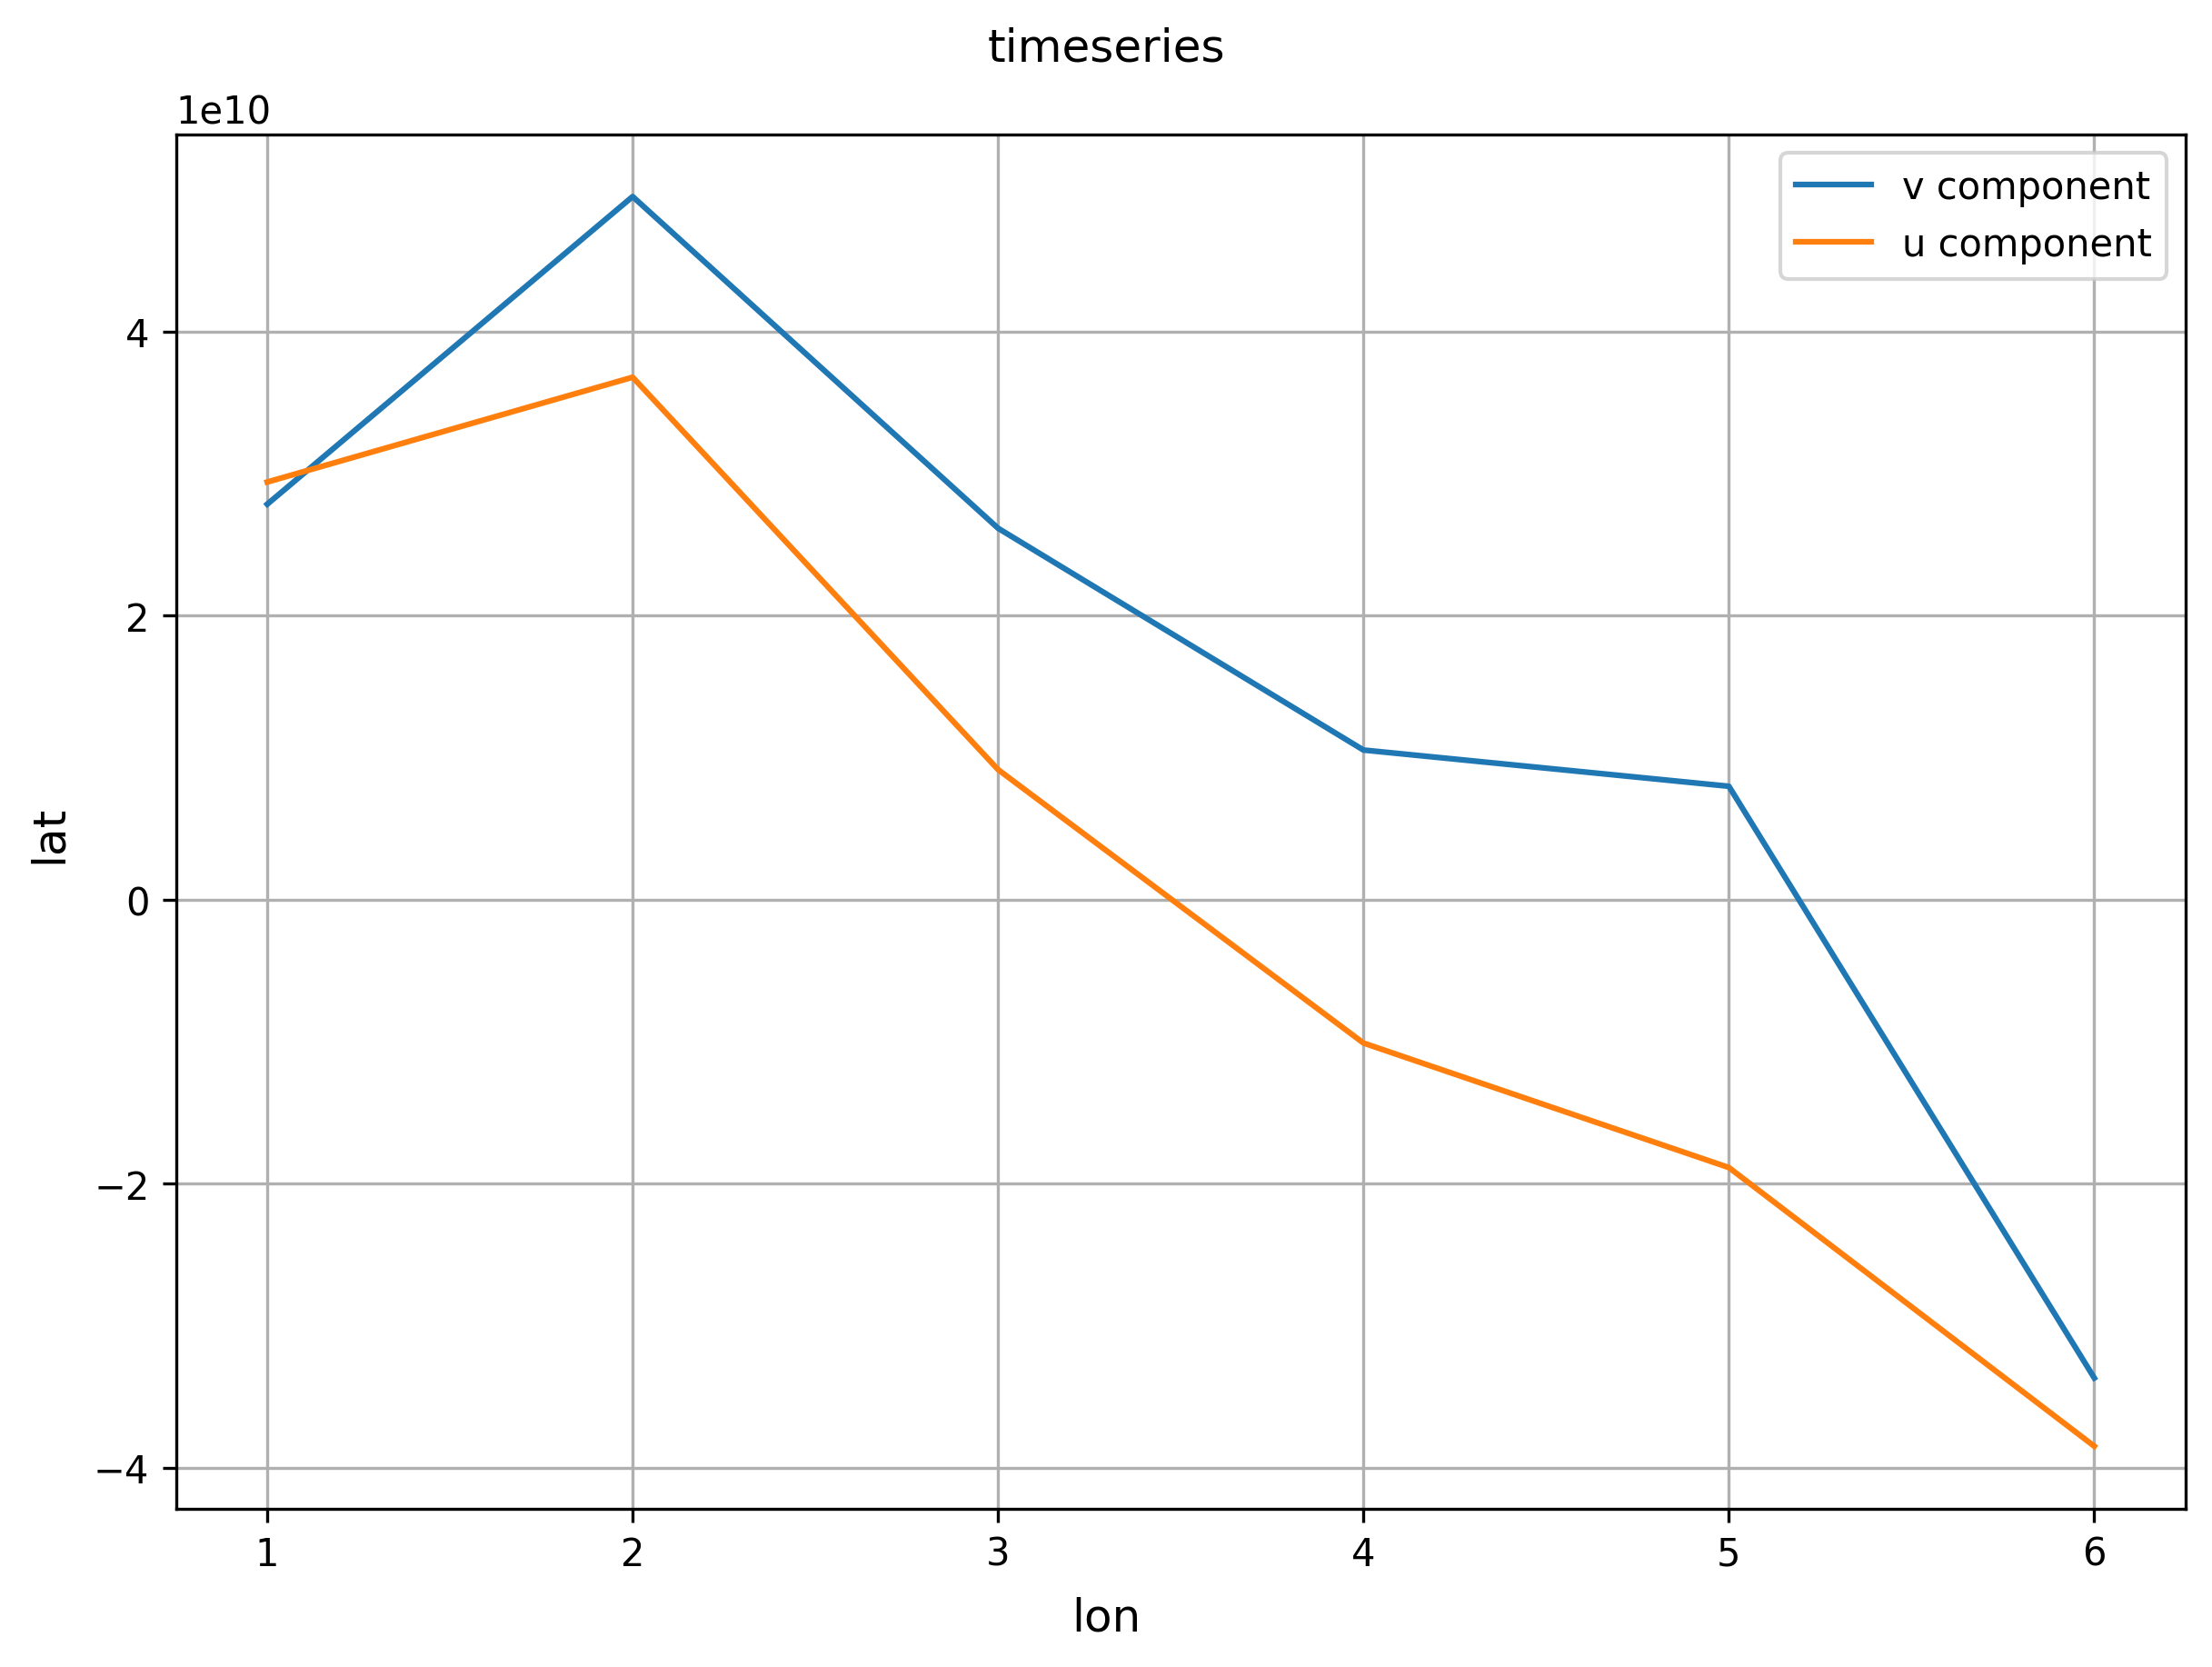 timeseries
1e10
v component
u component
4
2
0
−2
−4
lat
1 2 3 4 5 6
lon